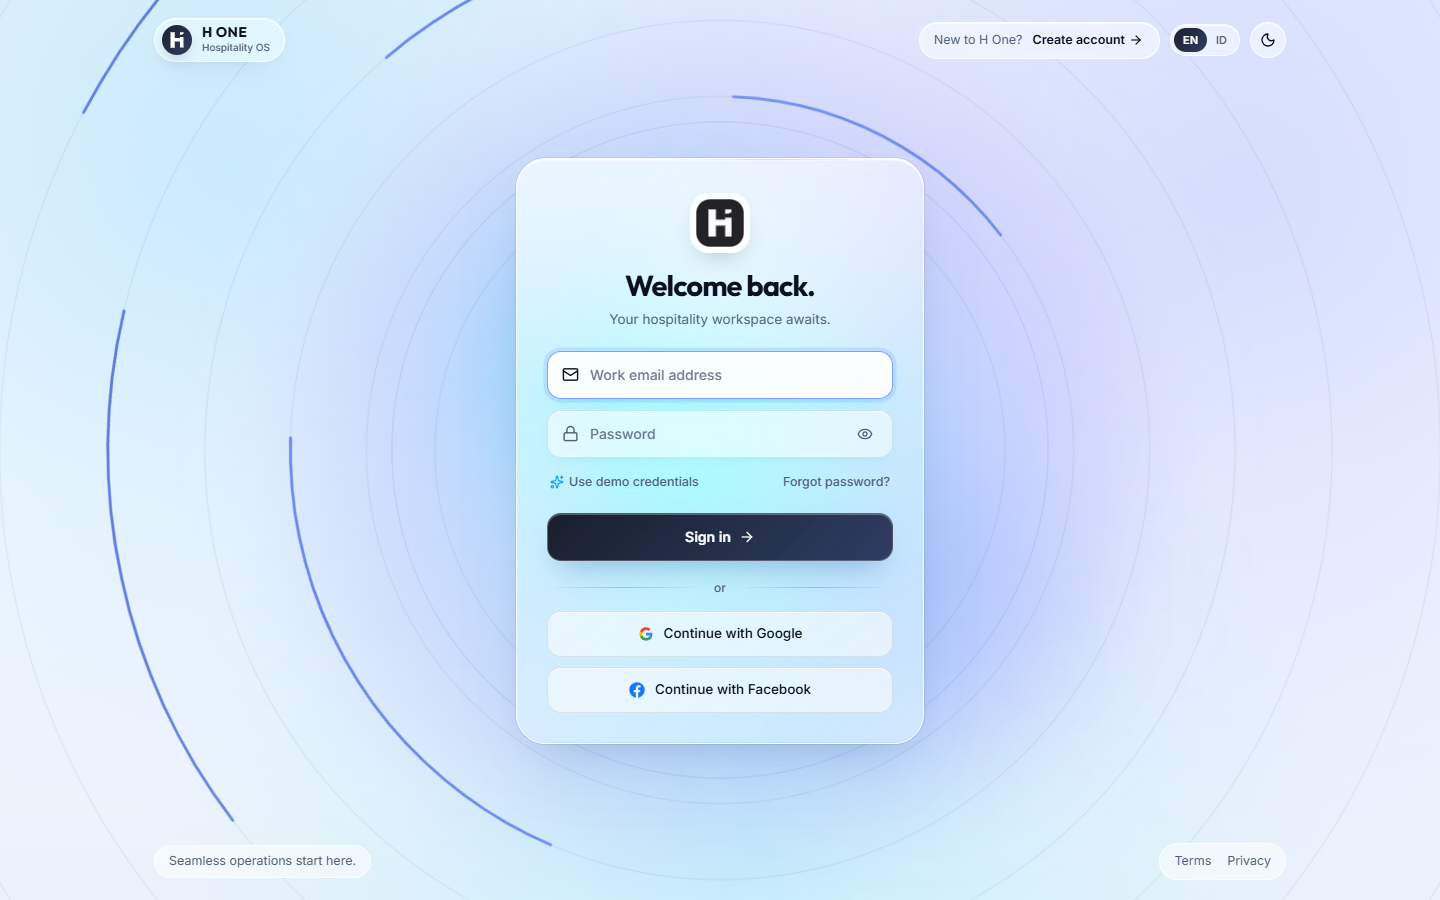 H ONE
Hospitality OS
New to H One? Create account →
EN ID
Hi
Welcome back.
Your hospitality workspace awaits.
Work email address
Password
Use demo credentials
Forgot password?
Sign in →
or
Continue with Google
Continue with Facebook
Seamless operations start here.
Terms Privacy